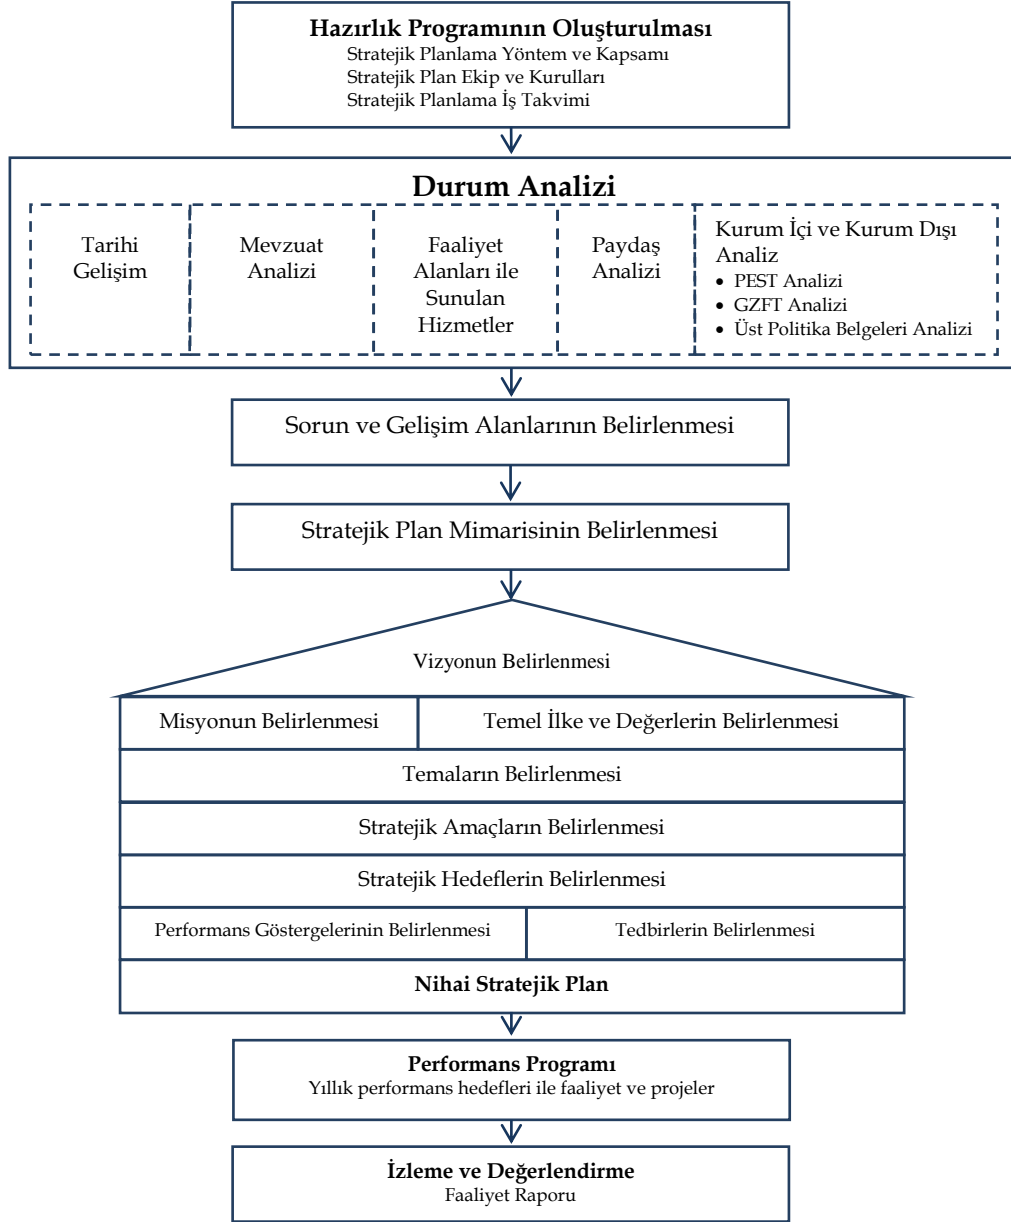 Hazırlık Programının Oluşturulması
Stratejik Planlama Yöntem ve Kapsamı
Stratejik Plan Ekip ve Kurulları
Stratejik Planlama İş Takvimi
Durum Analizi
Tarihi
Gelişim
Mevzuat
Analizi
Faaliyet
Alanları ile
Sunulan
Hizmetler
Paydaş
Analizi
Kurum İçi ve Kurum Dışı
Analiz
• PEST Analizi
• GZFT Analizi
• Üst Politika Belgeleri Analizi
Sorun ve Gelişim Alanlarının Belirlenmesi
Stratejik Plan Mimarisinin Belirlenmesi
Vizyonun Belirlenmesi
Misyonun Belirlenmesi
Temel İlke ve Değerlerin Belirlenmesi
Temaların Belirlenmesi
Stratejik Amaçların Belirlenmesi
Stratejik Hedeflerin Belirlenmesi
Performans Göstergelerinin Belirlenmesi
Tedbirlerin Belirlenmesi
Nihai Stratejik Plan
Performans Programı
Yıllık performans hedefleri ile faaliyet ve projeler
İzleme ve Değerlendirme
Faaliyet Raporu